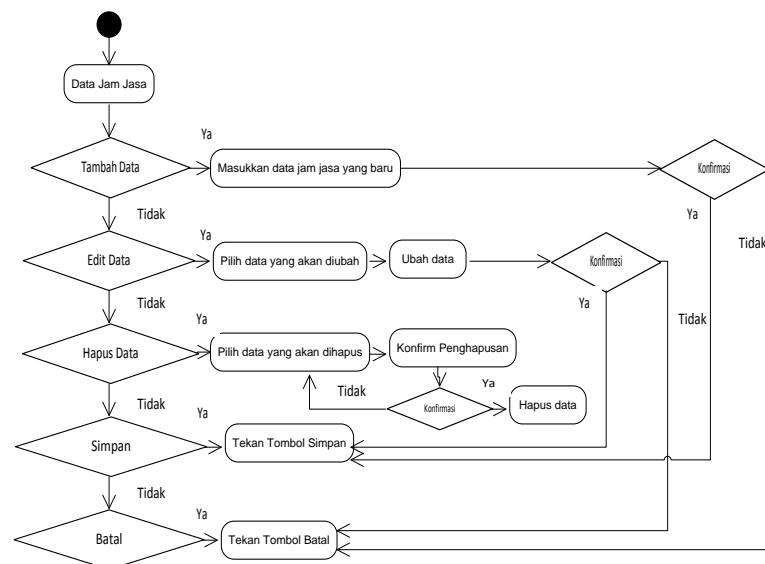 Data Jam Jasa
Ya
Tambah Data
Masukkan data jam jasa yang baru
Konfirmasi
Tidak
Ya
Tidak
Ya
Edit Data
Pilih data yang akan diubah
Ubah data
Konfirmasi
Ya
Tidak
Tidak
Ya
Hapus Data
Pilih data yang akan dihapus
Konfirm Penghapusan
Tidak
Konfirmasi
Ya
Hapus data
Tidak
Ya
Simpan
Tekan Tombol Simpan
Tidak
Ya
Batal
Tekan Tombol Batal